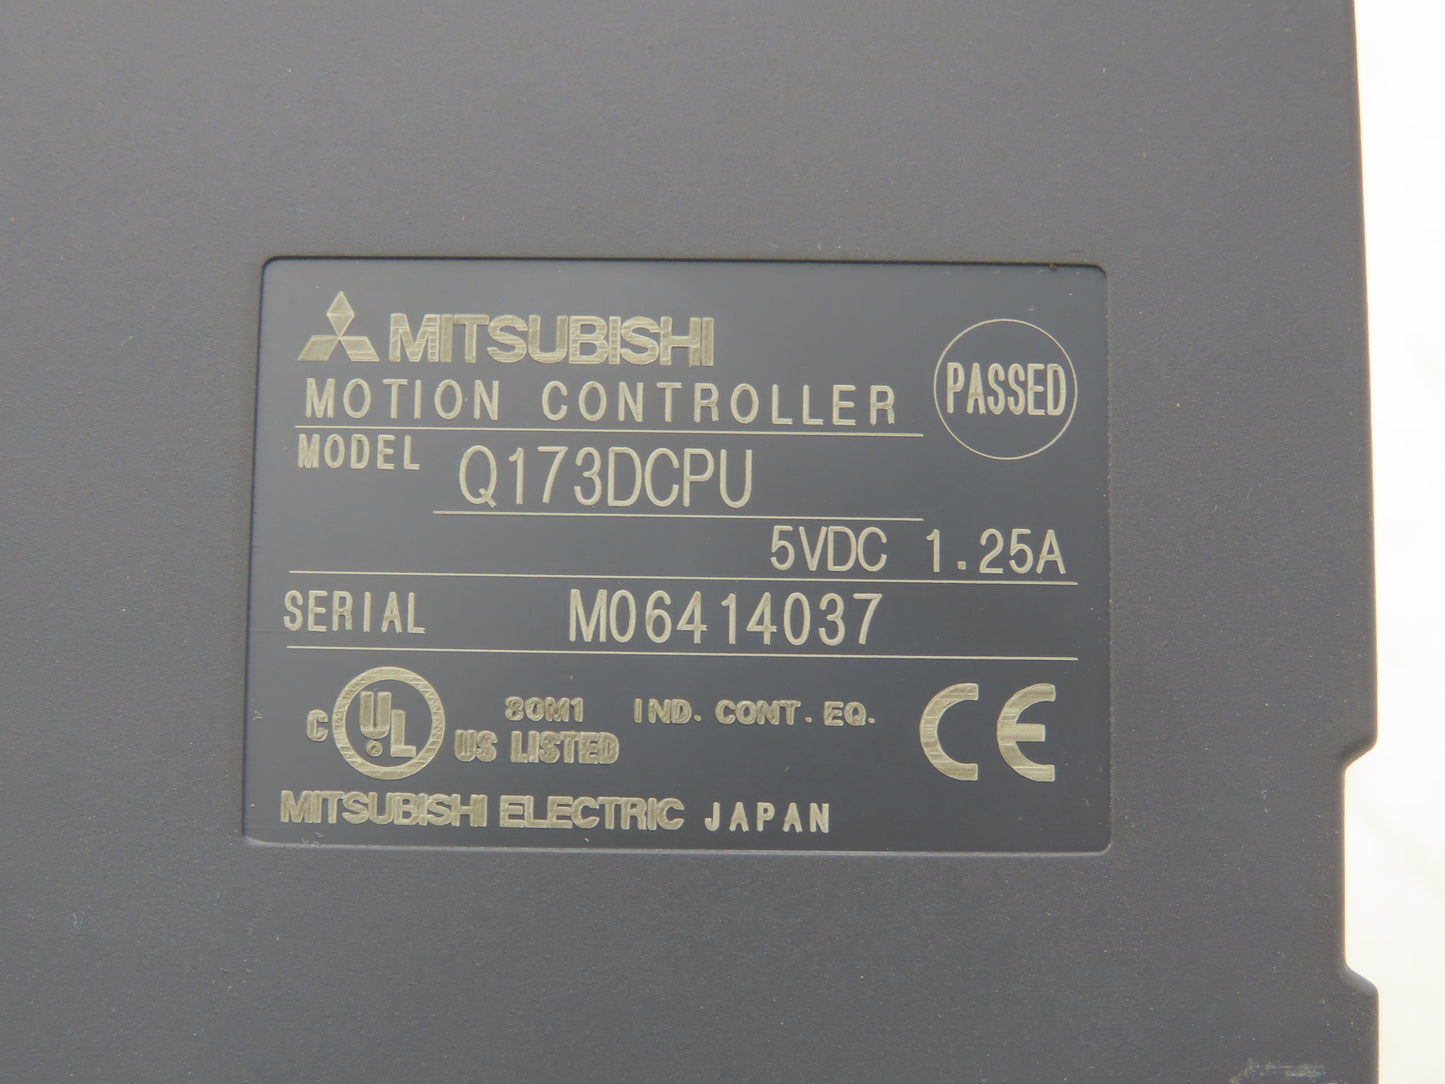 MITSUBISHI
MOTION CONTROLLER
PASSED
MODEL Q173DCPU
5VDC 1.25A
SERIAL M06414037
C UL US LISTED 80M1 IND. CONT. EQ.
CE
MITSUBISHI ELECTRIC JAPAN